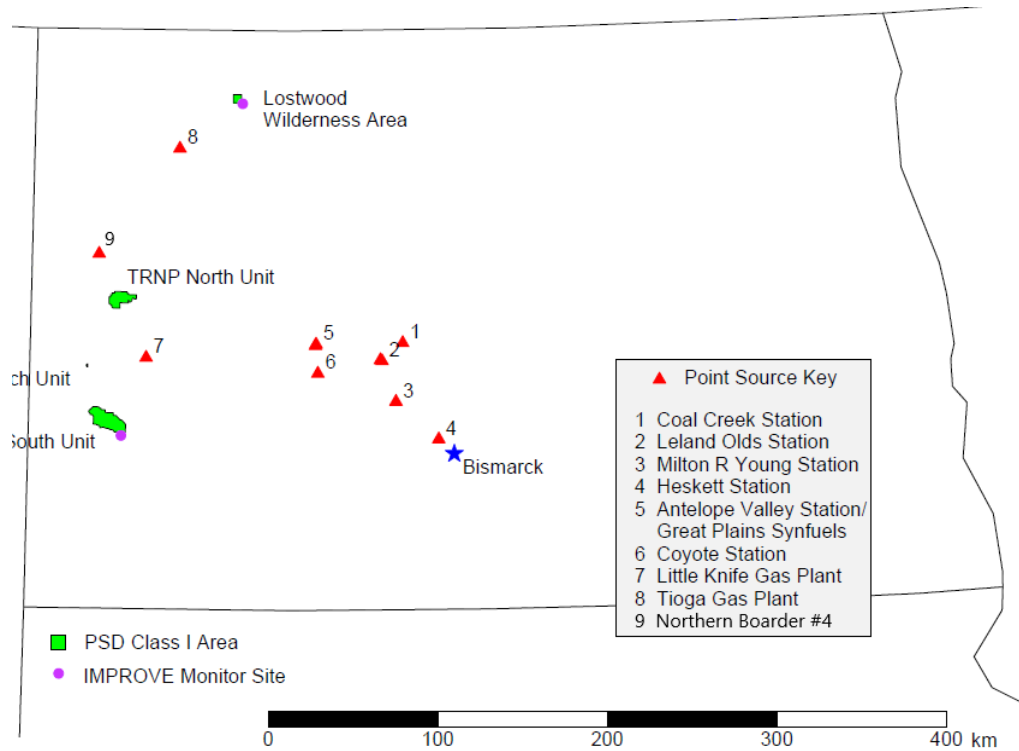 Lostwood
Wilderness Area
8
9
TRNP North Unit
7
5
6
1
2
3
4
ch Unit
South Unit
Bismarck
Point Source Key
1 Coal Creek Station
2 Leland Olds Station
3 Milton R Young Station
4 Heskett Station
5 Antelope Valley Station/
Great Plains Synfuels
6 Coyote Station
7 Little Knife Gas Plant
8 Tioga Gas Plant
9 Northern Boarder #4
PSD Class I Area
IMPROVE Monitor Site
0 100 200 300 400 km